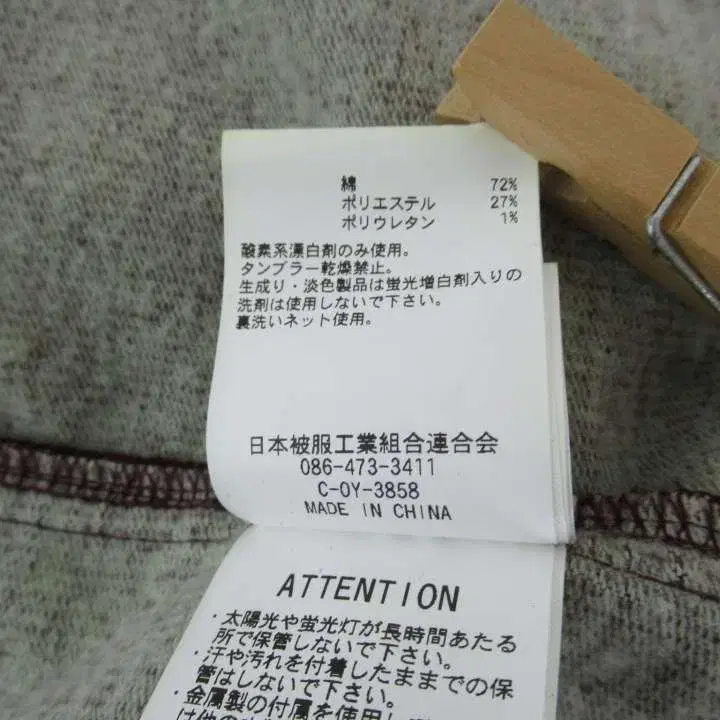 綿 72%
ポリエステル 27%
ポリウレタン 1%
酸素系漂白剤のみ使用。
タンブラー乾燥禁止。
生成り・淡色製品は蛍光増白剤入りの
洗剤は使用しないで下さい。
裏洗いネット使用。
日本被服工業組合連合会
086-473-3411
C-OY-3858
MADE IN CHINA
ATTENTION
・太陽光や蛍光灯が長時間あたる
所で保管しないで下さい。
・汗や汚れを付着したままでの保
管はしないで下さい。
・金属製の付属を使用し
は他の